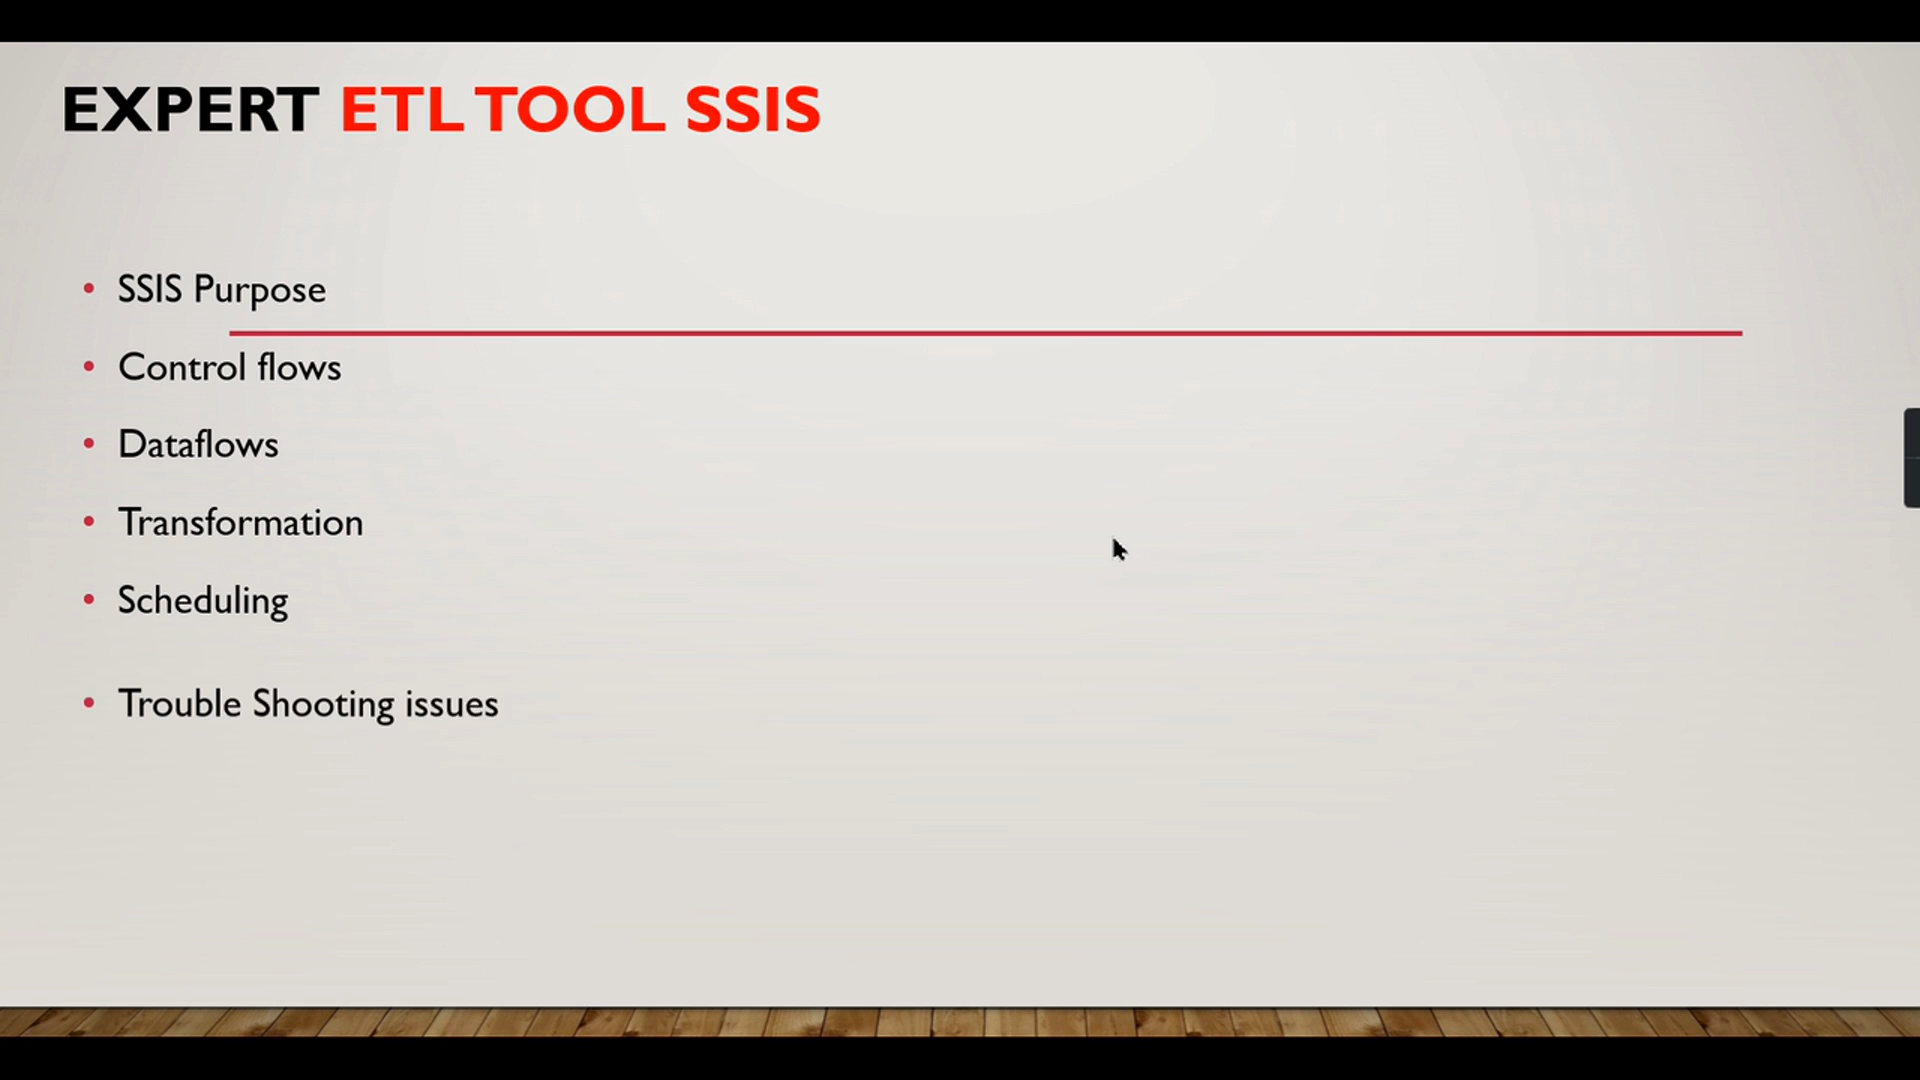 EXPERT ETL TOOL SSIS
• SSIS Purpose
• Control flows
• Dataflows
• Transformation
• Scheduling
• Trouble Shooting issues